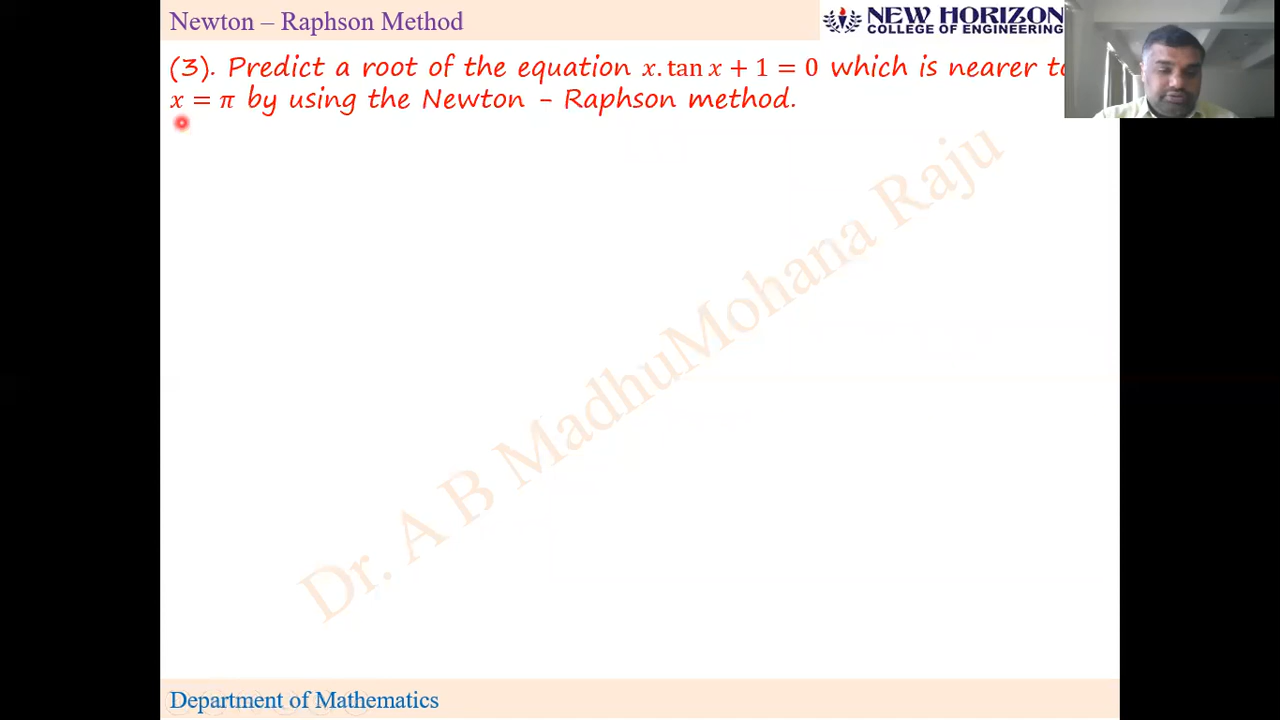 Newton – Raphson Method
NEW HORIZON
COLLEGE OF ENGINEERING
(3). Predict a root of the equation x. tan x + 1 = 0 which is nearer
x = π by using the Newton – Raphson method.
Dr. A B MadhuMohana Raju
Department of Mathematics